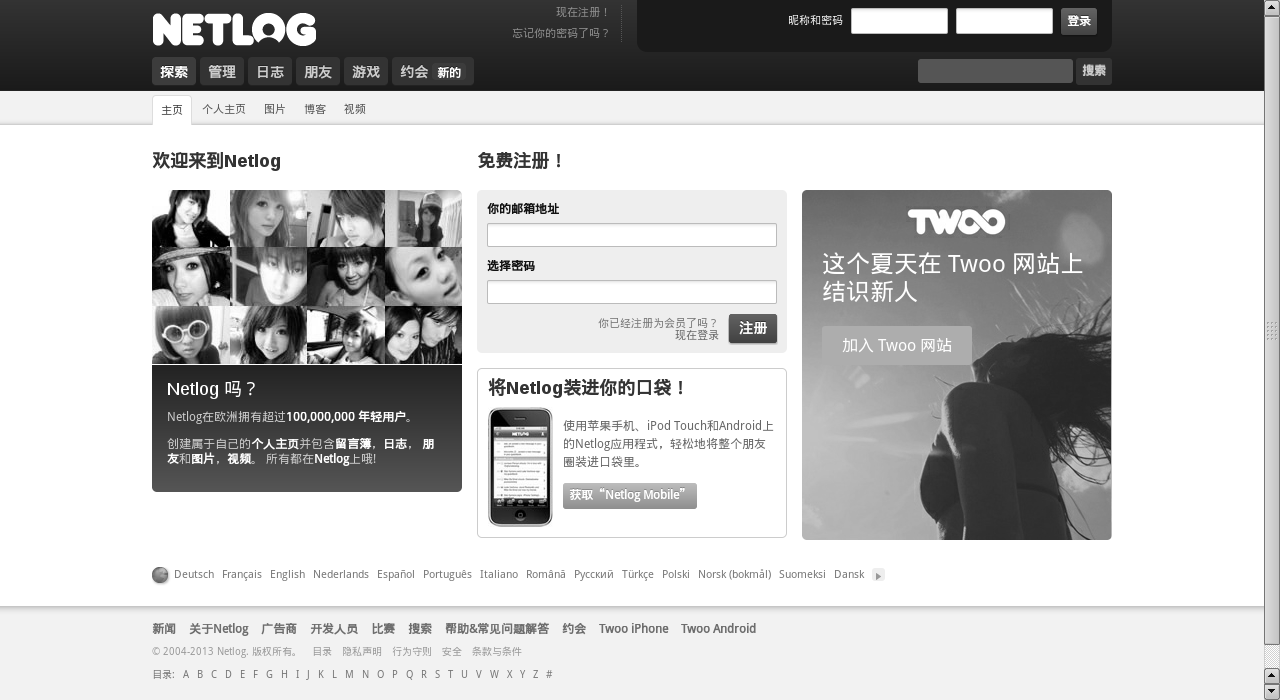 NETLOG
现在注册！
忘记你的密码了吗？
昵称和密码
登录
探索 管理 日志 朋友 游戏 约会 新的
搜索
主页 个人主页 图片 博客 视频
欢迎来到Netlog
免费注册！
你的邮箱地址
选择密码
你已经注册为会员了吗？
现在登录
注册
Netlog 吗？
Netlog在欧洲拥有超过100,000,000 年轻用户。
创建属于自己的个人主页并包含留言簿，日志， 朋
友和图片，视频。 所有都在Netlog上哦!
将Netlog装进你的口袋！
使用苹果手机、iPod Touch和Android上
的Netlog应用程式，轻松地将整个朋友
圈装进口袋里。
获取“Netlog Mobile”
TWOO
这个夏天在 Twoo 网站上
结识新人
加入 Twoo 网站
Deutsch Français English Nederlands Español Português Italiano Română Русский Türkçe Polski Norsk (bokmål) Suomeksi Dansk
新闻 关于Netlog 广告商 开发人员 比赛 搜索 帮助&常见问题解答 约会 Twoo iPhone Twoo Android
© 2004-2013 Netlog. 版权所有。 目录 隐私声明 行为守则 安全 条款与条件
目录: A B C D E F G H I J K L M N O P Q R S T U V W X Y Z #